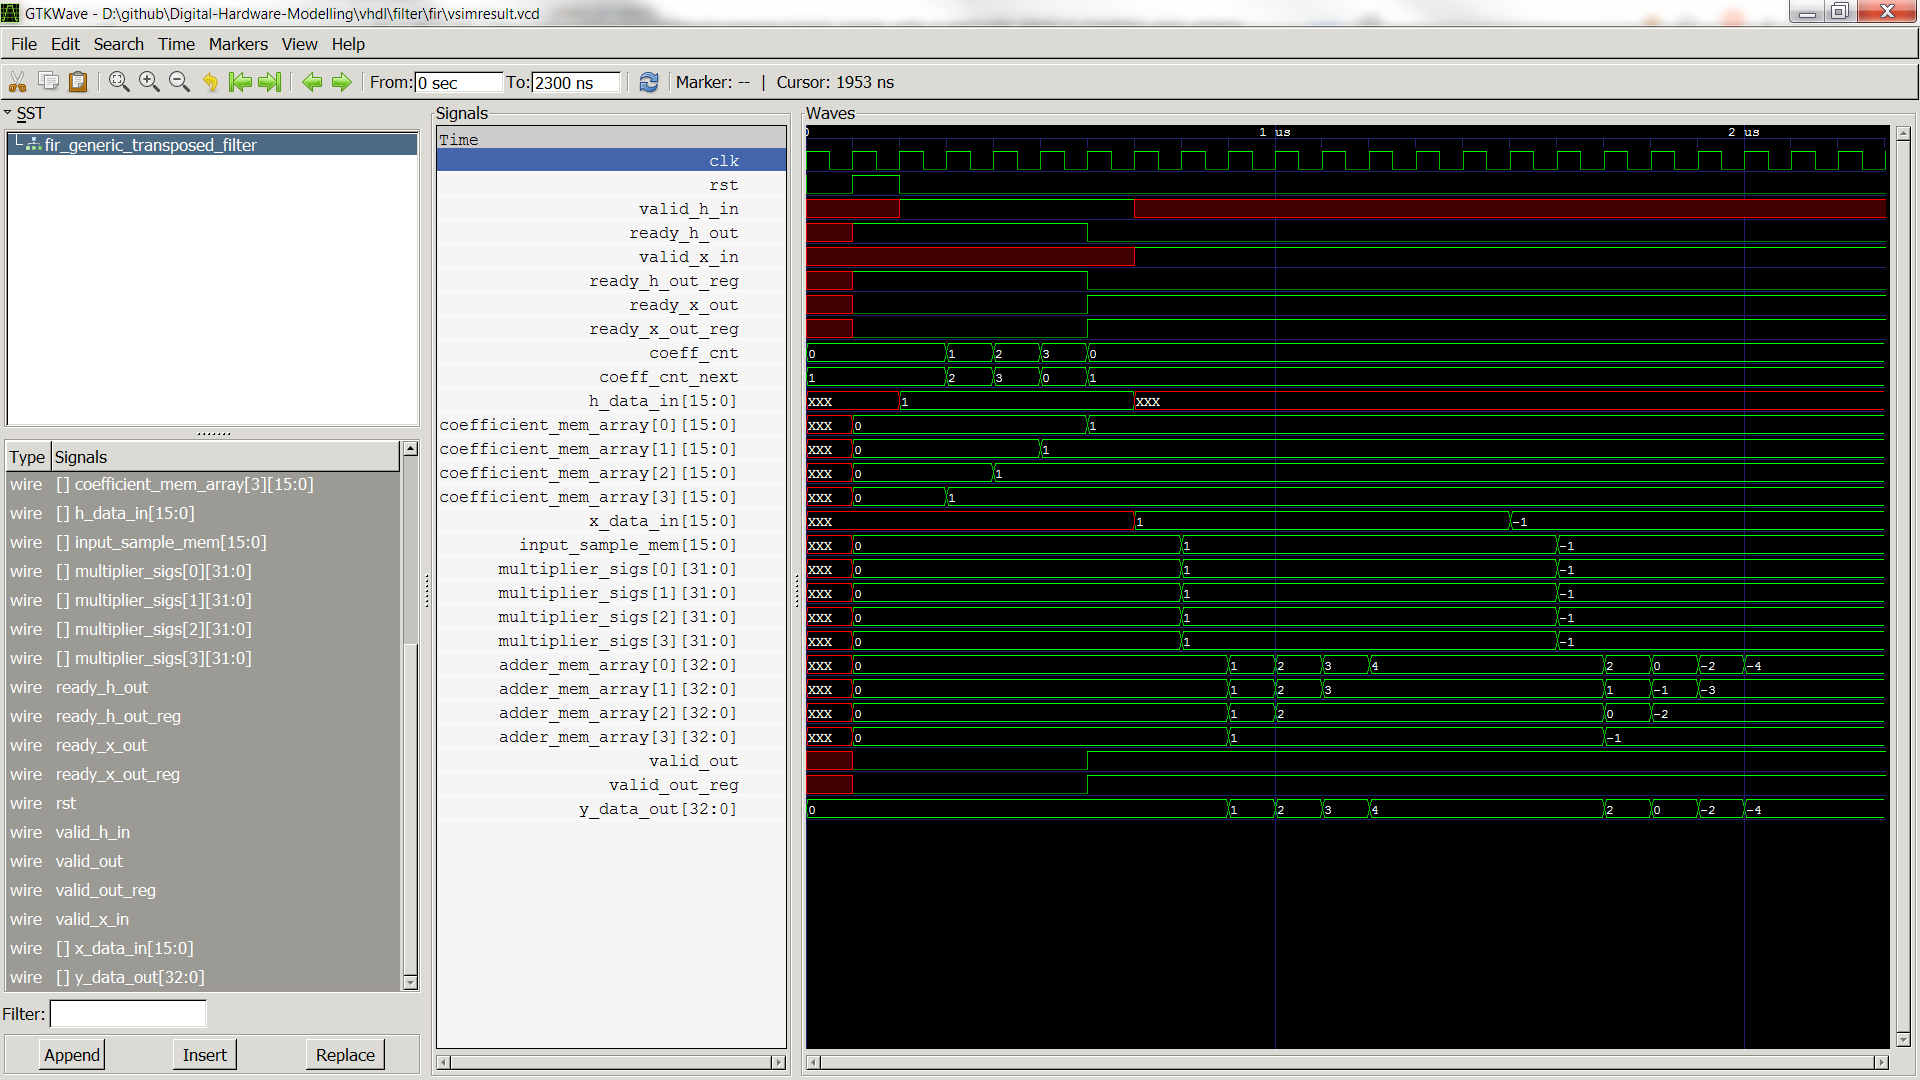 GTKWave - D:\github\Digital-Hardware-Modelling\vhdl\filter\fir\vsimresult.vcd
File Edit Search Time Markers View Help
From: 0 sec To: 2300 ns Marker: -- | Cursor: 1953 ns
SST
fir_generic_transposed_filter
Type Signals
wire [] coefficient_mem_array[3][15:0]
wire [] h_data_in[15:0]
wire [] input_sample_mem[15:0]
wire [] multiplier_sigs[0][31:0]
wire [] multiplier_sigs[1][31:0]
wire [] multiplier_sigs[2][31:0]
wire [] multiplier_sigs[3][31:0]
wire ready_h_out
wire ready_h_out_reg
wire ready_x_out
wire ready_x_out_reg
wire rst
wire valid_h_in
wire valid_out
wire valid_out_reg
wire valid_x_in
wire [] x_data_in[15:0]
wire [] y_data_out[32:0]
Filter:
Append Insert Replace
Signals
Time
clk
rst
valid_h_in
ready_h_out
valid_x_in
ready_h_out_reg
ready_x_out
ready_x_out_reg
coeff_cnt
coeff_cnt_next
h_data_in[15:0]
coefficient_mem_array[0][15:0]
coefficient_mem_array[1][15:0]
coefficient_mem_array[2][15:0]
coefficient_mem_array[3][15:0]
x_data_in[15:0]
input_sample_mem[15:0]
multiplier_sigs[0][31:0]
multiplier_sigs[1][31:0]
multiplier_sigs[2][31:0]
multiplier_sigs[3][31:0]
adder_mem_array[0][32:0]
adder_mem_array[1][32:0]
adder_mem_array[2][32:0]
adder_mem_array[3][32:0]
valid_out
valid_out_reg
y_data_out[32:0]
Waves
0 1 us 2 us
0 1 2 3 0
1 2 3 0 1
XXX 1 XXX
XXX 0 1
XXX 0 1
XXX 0 1
XXX 0 1
XXX 1 -1
XXX 0 1 -1
XXX 0 1 -1
XXX 0 1 -1
XXX 0 1 -1
XXX 0 1 -1
XXX 0 1 2 3 4 2 0 -2 -4
XXX 0 1 2 3 1 -1 -3
XXX 0 1 2 0 -2
XXX 0 1 -1
0 1 2 3 4 2 0 -2 -4